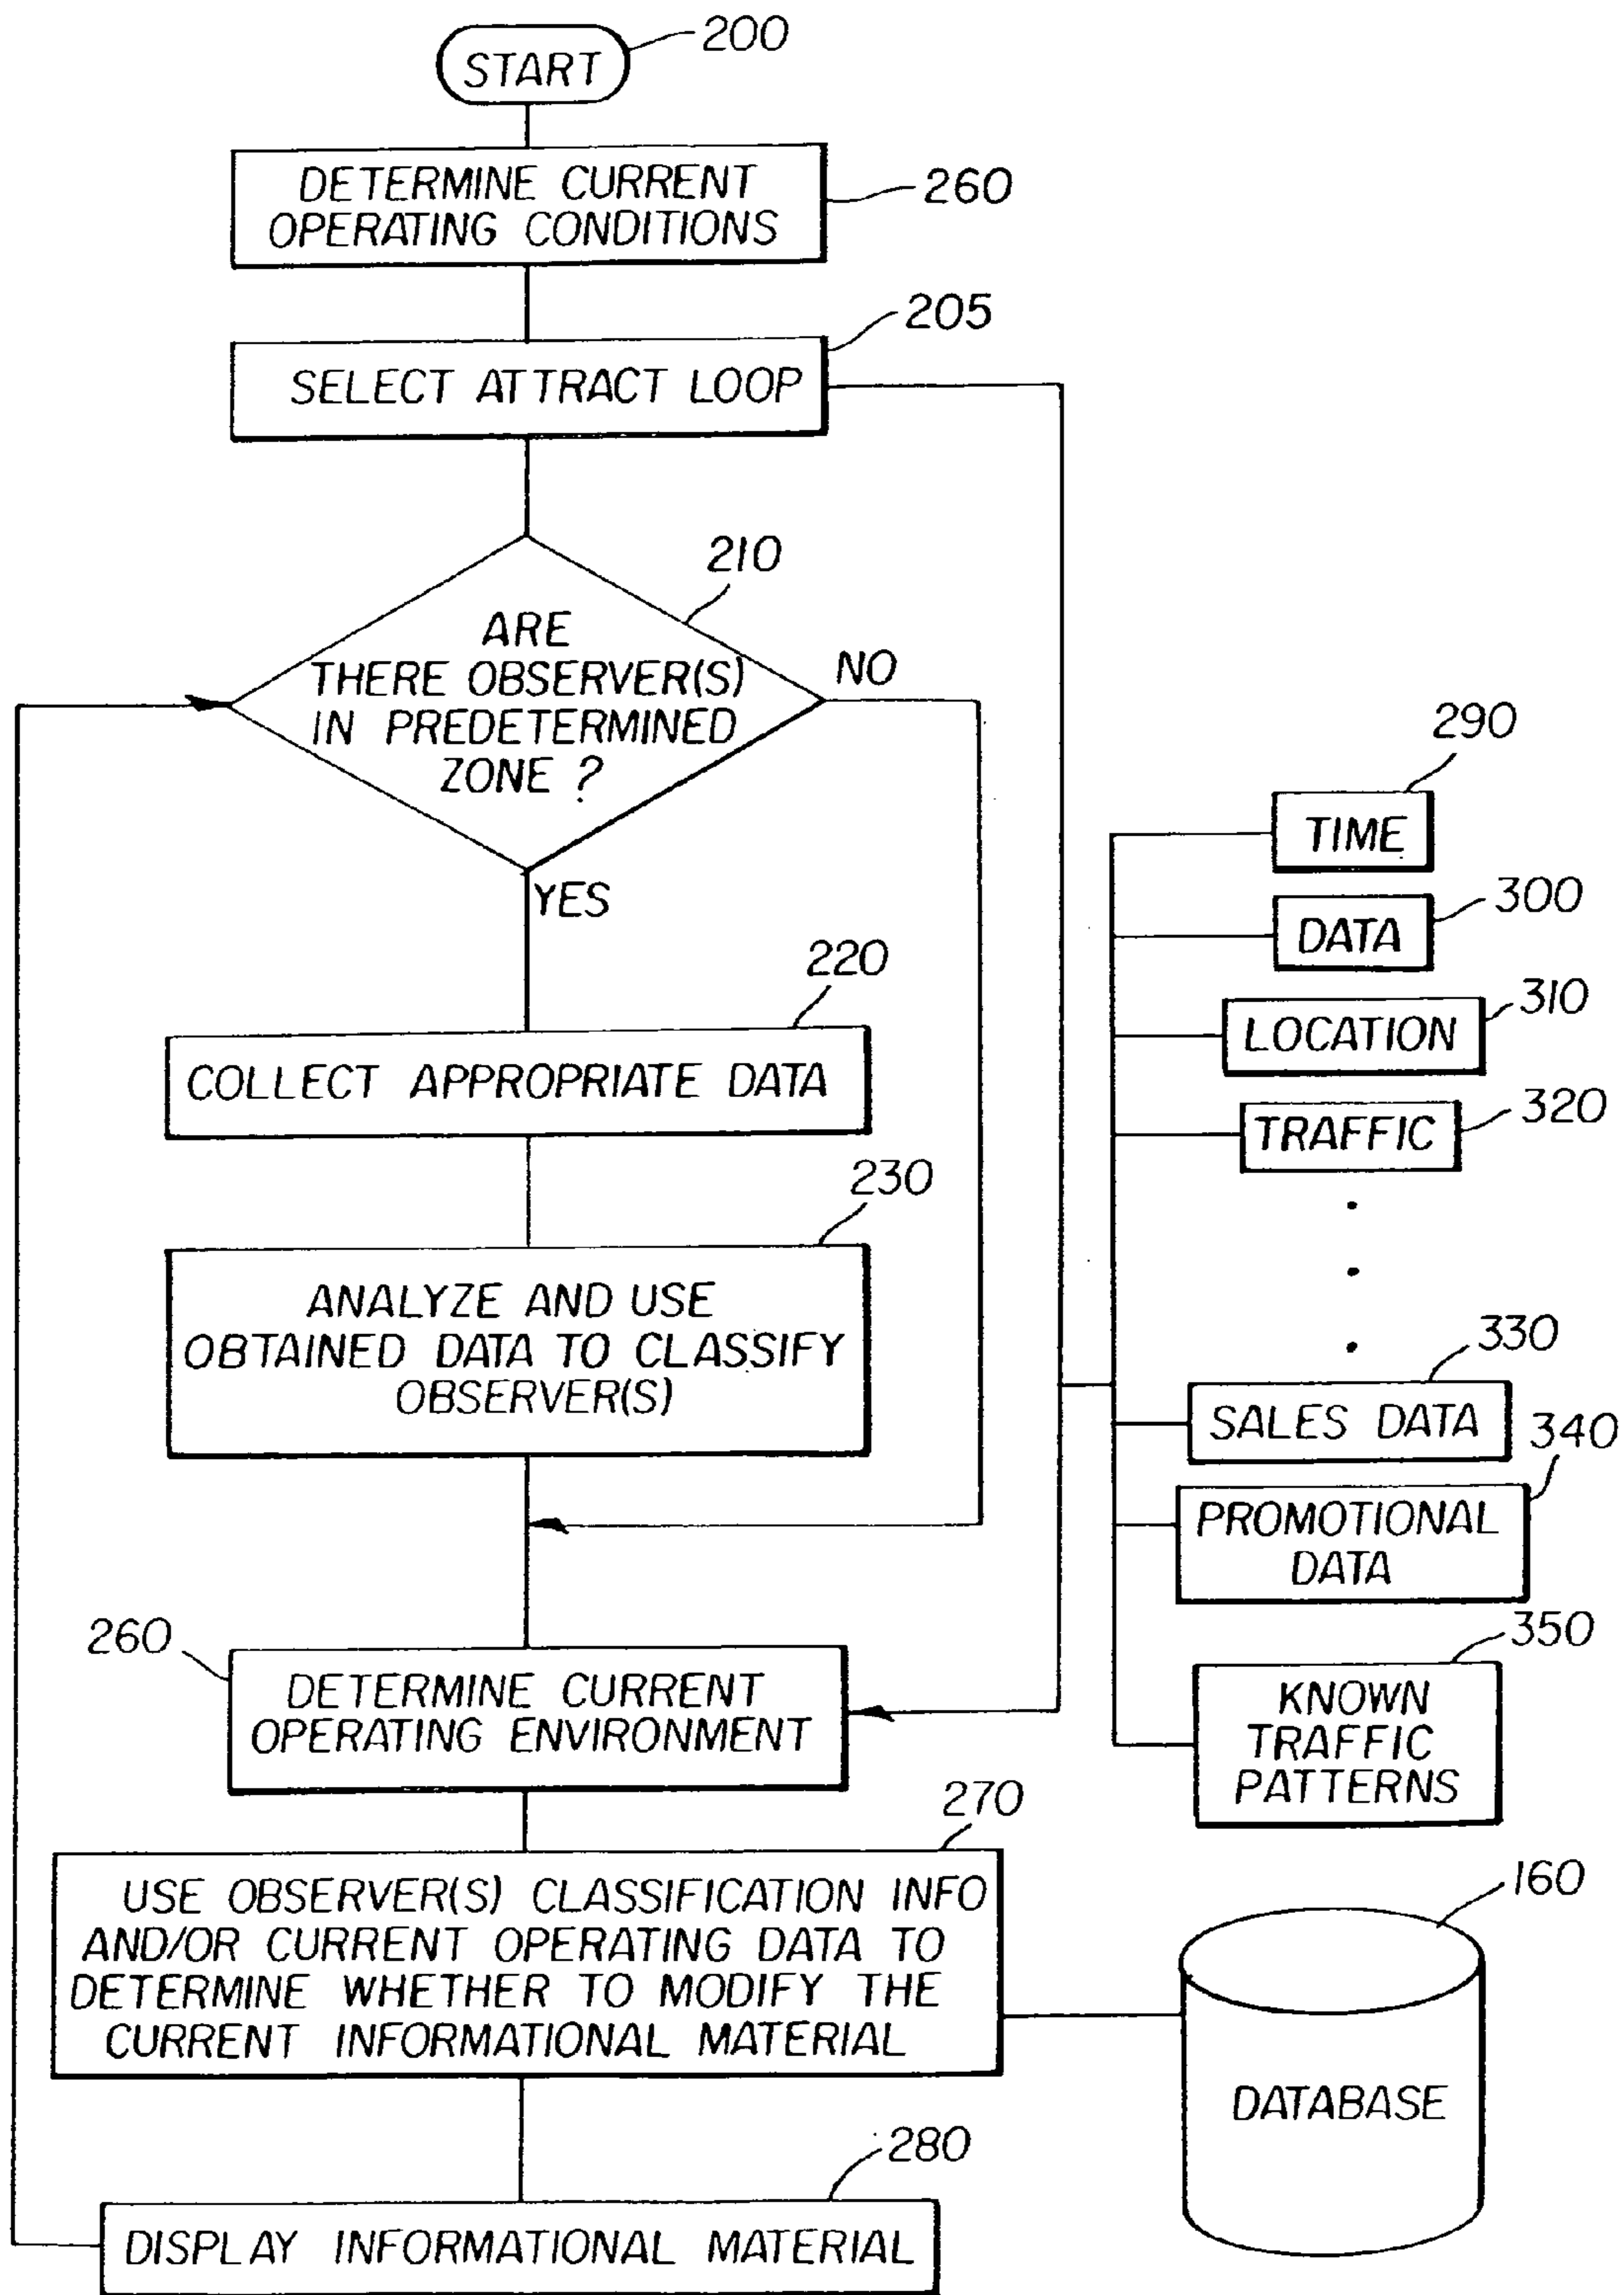 START
200
DETERMINE CURRENT
OPERATING CONDITIONS
260
205
SELECT ATTRACT LOOP
210
ARE
THERE OBSERVER(S)
IN PREDETERMINED
ZONE ?
NO
YES
220
COLLECT APPROPRIATE DATA
230
ANALYZE AND USE
OBTAINED DATA TO CLASSIFY
OBSERVER(S)
260
DETERMINE CURRENT
OPERATING ENVIRONMENT
270
USE OBSERVER(S) CLASSIFICATION INFO
AND/OR CURRENT OPERATING DATA TO
DETERMINE WHETHER TO MODIFY THE
CURRENT INFORMATIONAL MATERIAL
280
DISPLAY INFORMATIONAL MATERIAL
290
TIME
300
DATA
310
LOCATION
320
TRAFFIC
330
SALES DATA
340
PROMOTIONAL
DATA
350
KNOWN
TRAFFIC
PATTERNS
160
DATABASE